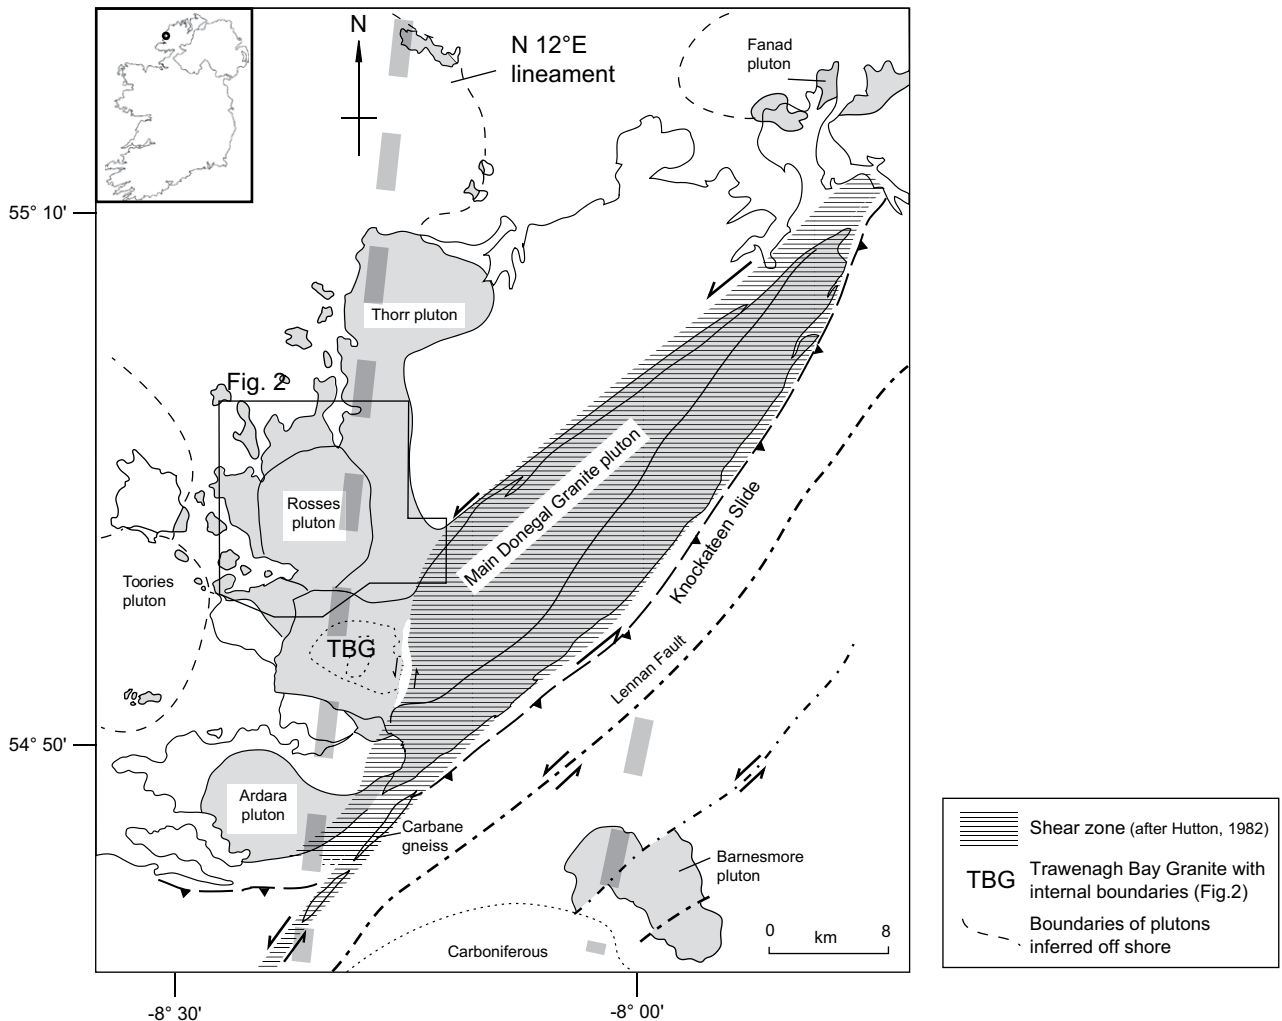 N
N 12°E
lineament
Fanad
pluton
55° 10'
Thorr pluton
Fig. 2
Rosses
pluton
Main Donegal Granite pluton
Knockateen Slide
Toories
pluton
TBG
Lennan Fault
54° 50'
Ardara
pluton
Carbane
gneiss
Barnesmore
pluton
Carboniferous
0 8
km
-8° 30'
-8° 00'
Shear zone (after Hutton, 1982)
TBG
Trawenagh Bay Granite with
internal boundaries (Fig.2)
Boundaries of plutons
inferred off shore